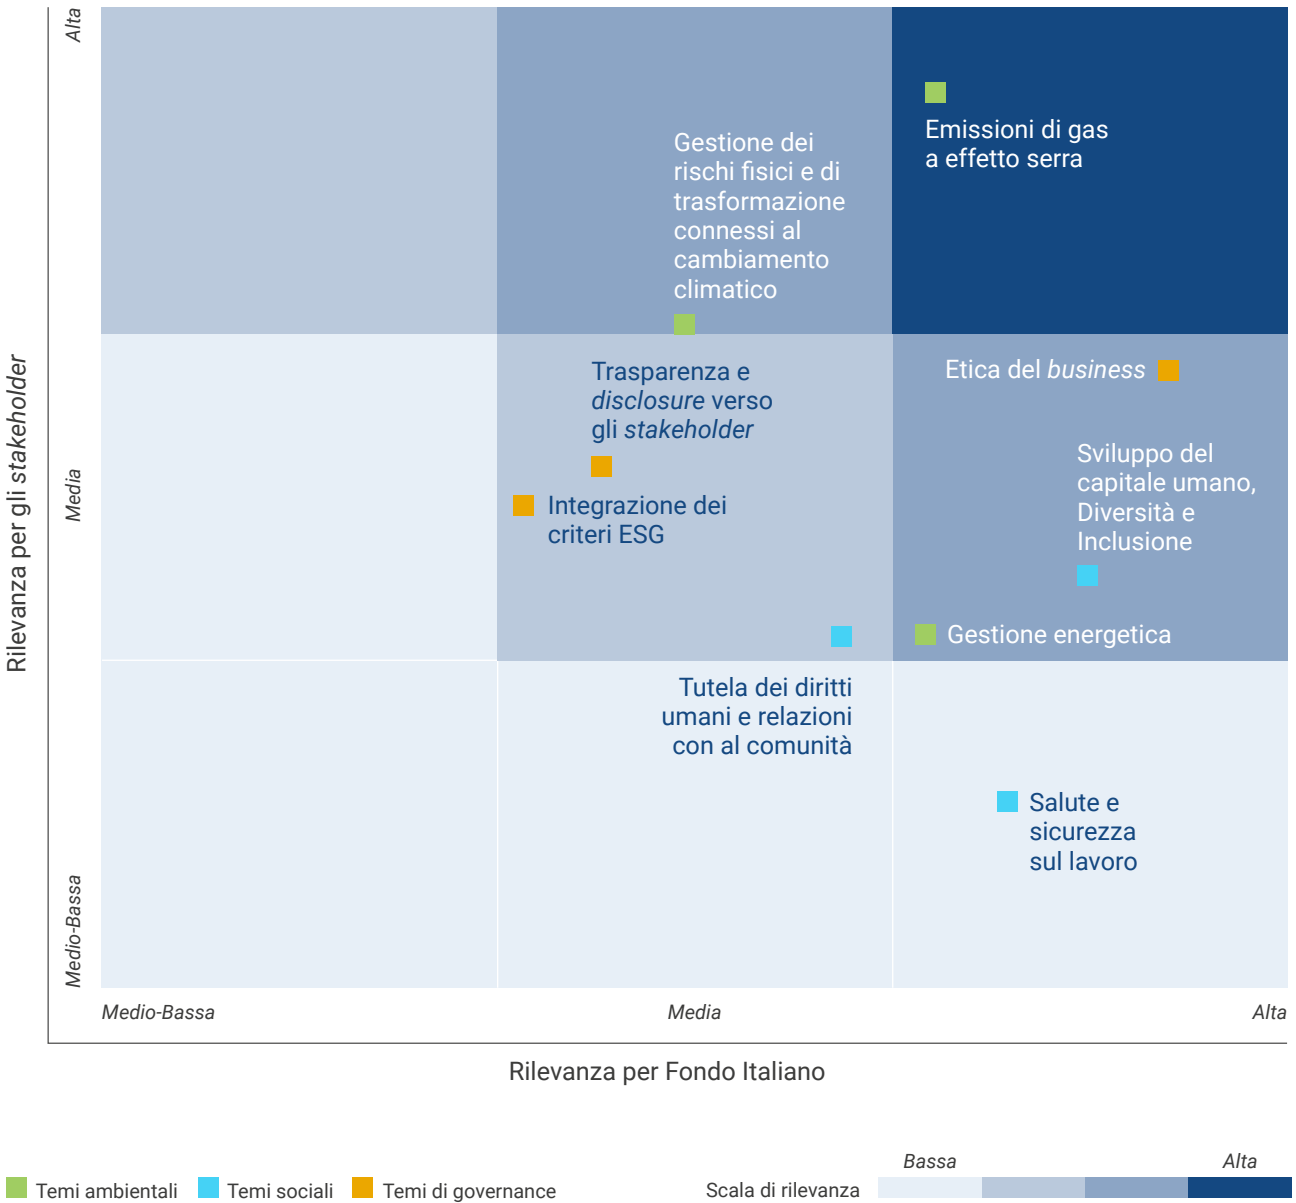 Alta
Emissioni di gas
a effetto serra
Gestione dei
rischi fisici e di
trasformazione
connessi al
cambiamento
climatico
Rilevanza per gli stakeholder
Media
Trasparenza e
disclosure verso
gli stakeholder
Etica del business
Sviluppo del
capitale umano,
Diversità e
Inclusione
Integrazione dei
criteri ESG
Gestione energetica
Tutela dei diritti
umani e relazioni
con al comunità
Salute e
sicurezza
sul lavoro
Medio-Bassa
Medio-Bassa
Media
Alta
Rilevanza per Fondo Italiano
Bassa
Alta
Temi ambientali
Temi sociali
Temi di governance
Scala di rilevanza